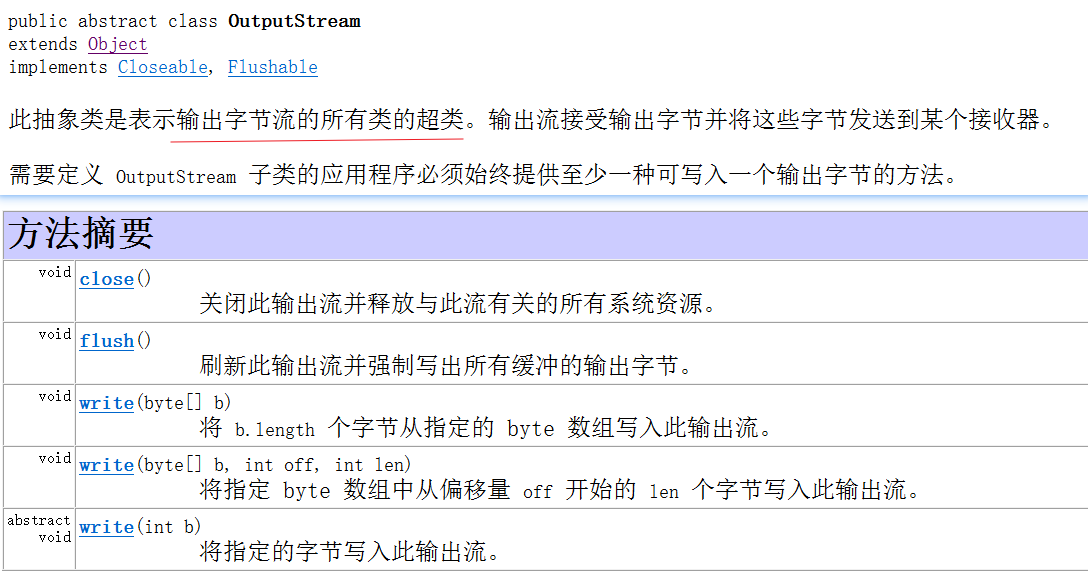 public abstract class OutputStream
extends Object
implements Closeable, Flushable
此抽象类是表示输出字节流的所有类的超类。输出流接受输出字节并将这些字节发送到某个接收器。
需要定义 OutputStream 子类的应用程序必须始终提供至少一种可写入一个输出字节的方法。
方法摘要
void close()
关闭此输出流并释放与此流有关的所有系统资源。
void flush()
刷新此输出流并强制写出所有缓冲的输出字节。
void write(byte[] b)
将 b.length 个字节从指定的 byte 数组写入此输出流。
void write(byte[] b, int off, int len)
将指定 byte 数组中从偏移量 off 开始的 len 个字节写入此输出流。
abstract
void write(int b)
将指定的字节写入此输出流。